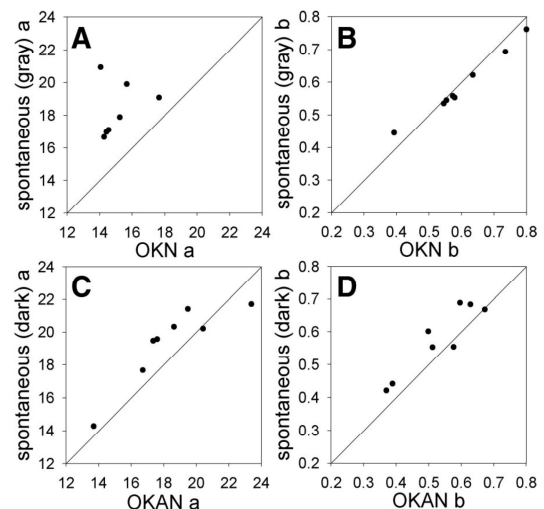 A
spontaneous (gray) a
24
22
20
18
16
14
12
12 14 16 18 20 22 24
OKN a
B
spontaneous (gray) b
0.8
0.7
0.6
0.5
0.4
0.3
0.2
0.2 0.3 0.4 0.5 0.6 0.7 0.8
OKN b
C
spontaneous (dark) a
24
22
20
18
16
14
12
12 14 16 18 20 22 24
OKAN a
D
spontaneous (dark) b
0.8
0.7
0.6
0.5
0.4
0.3
0.2
0.2 0.3 0.4 0.5 0.6 0.7 0.8
OKAN b